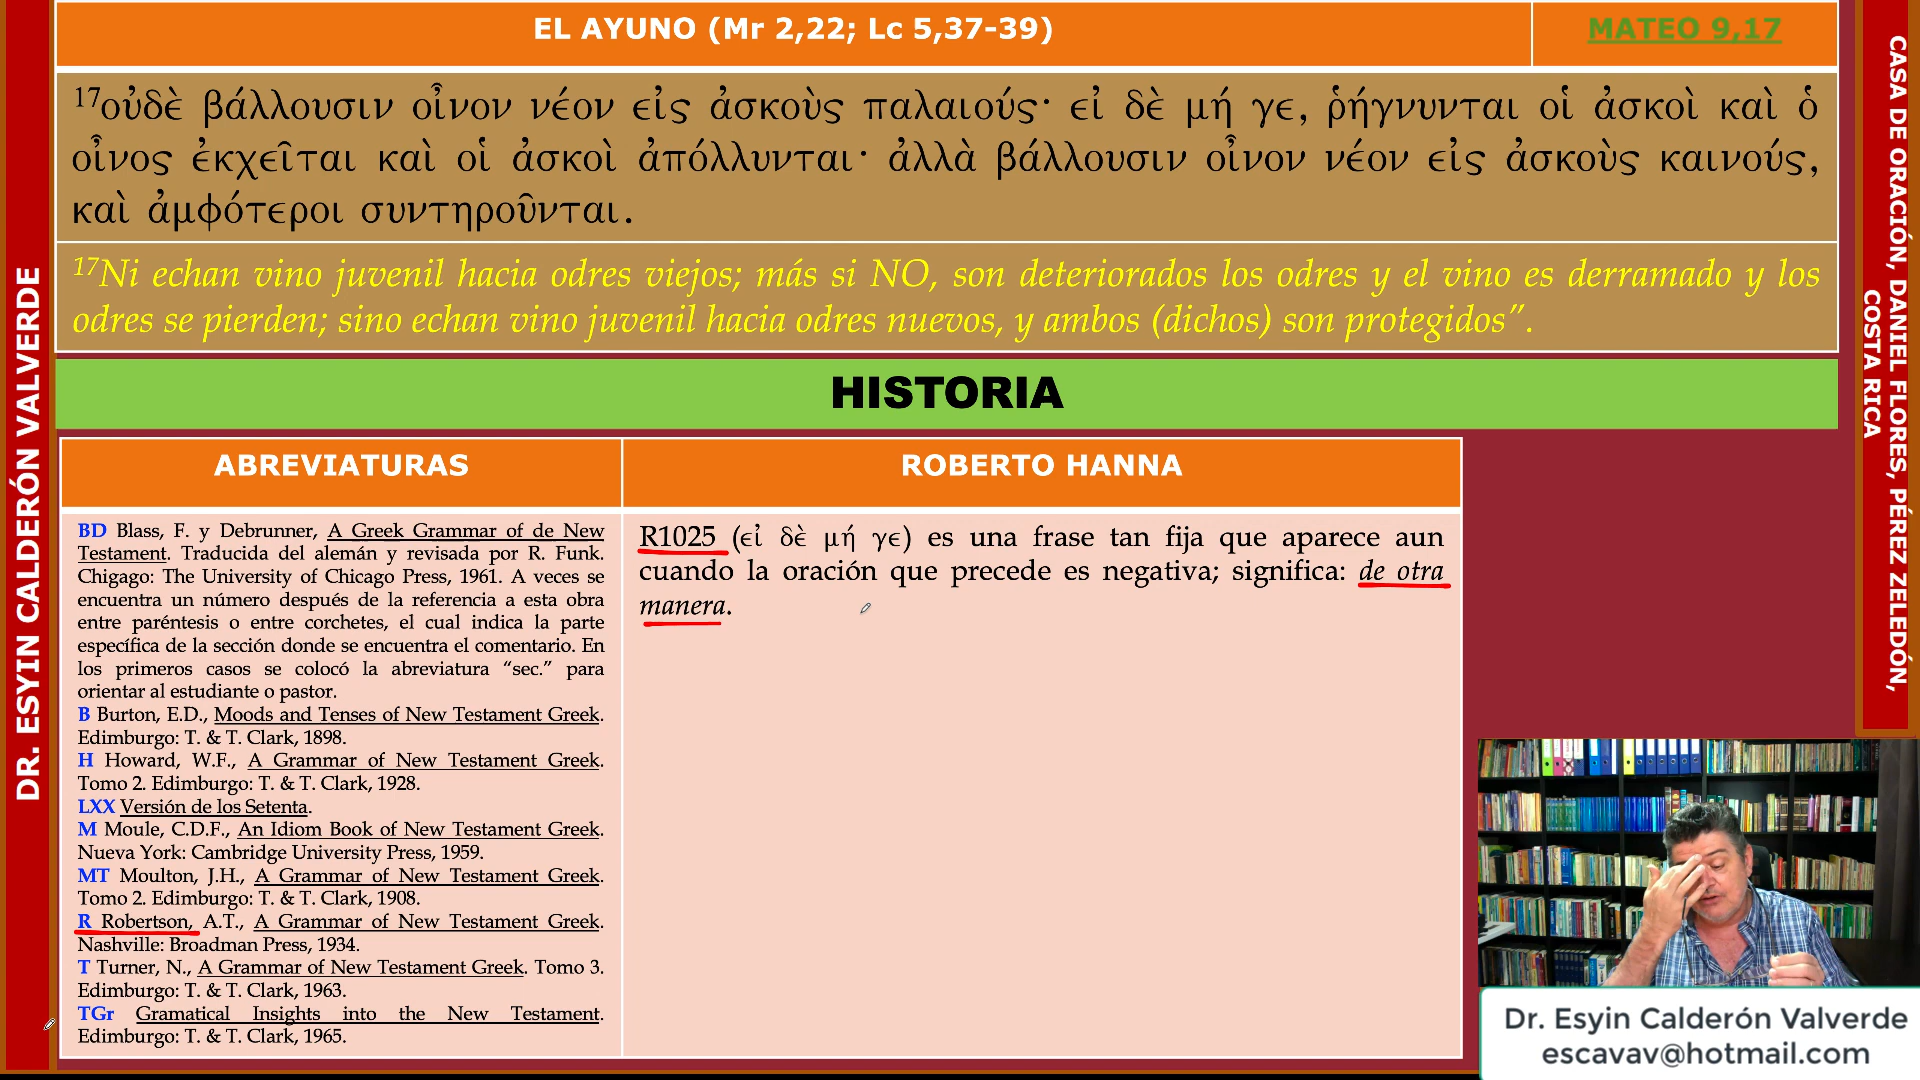 EL AYUNO (Mr 2,22; Lc 5,37-39)
MATEO 9,17
¹⁷οὐδὲ βάλλουσιν οἶνον νέον εἰς ἀσκοὺς παλαιούς· εἰ δὲ μή γε, ῥήγνυνται οἱ ἀσκοὶ καὶ ὁ
οἶνος ἐκχεῖται καὶ οἱ ἀσκοὶ ἀπόλλυνται· ἀλλὰ βάλλουσιν οἶνον νέον εἰς ἀσκοὺς καινούς,
καὶ ἀμφότεροι συντηροῦνται.
¹⁷Ni echan vino juvenil hacia odres viejos; más si NO, son deteriorados los odres y el vino es derramado y los
odres se pierden; sino echan vino juvenil hacia odres nuevos, y ambos (dichos) son protegidos”.
HISTORIA
ABREVIATURAS
BD Blass, F. y Debrunner, A Greek Grammar of de New
Testament. Traducida del alemán y revisada por R. Funk.
Chigago: The University of Chicago Press, 1961. A veces se
encuentra un número después de la referencia a esta obra
entre paréntesis o entre corchetes, el cual indica la parte
específica de la sección donde se encuentra el comentario. En
los primeros casos se colocó la abreviatura “sec.” para
orientar al estudiante o pastor.
B Burton, E.D., Moods and Tenses of New Testament Greek.
Edimburgo: T. & T. Clark, 1898.
H Howard, W.F., A Grammar of New Testament Greek.
Tomo 2. Edimburgo: T. & T. Clark, 1928.
LXX Versión de los Setenta.
M Moule, C.D.F., An Idiom Book of New Testament Greek.
Nueva York: Cambridge University Press, 1959.
MT Moulton, J.H., A Grammar of New Testament Greek.
Tomo 2. Edimburgo: T. & T. Clark, 1908.
R Robertson, A.T., A Grammar of New Testament Greek.
Nashville: Broadman Press, 1934.
T Turner, N., A Grammar of New Testament Greek. Tomo 3.
Edimburgo: T. & T. Clark, 1963.
TGr Gramatical Insights into the New Testament.
Edimburgo: T. & T. Clark, 1965.
ROBERTO HANNA
R1025 (εἰ δὲ μή γε) es una frase tan fija que aparece aun
cuando la oración que precede es negativa; significa: de otra
manera.
DR. ESYIN CALDERÓN VALVERDE
CASA DE ORACIÓN, DANIEL FLORES, PÉREZ ZELEDÓN,
COSTA RICA
Dr. Esyin Calderón Valverde
escavav@hotmail.com